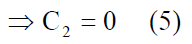 ⇒ C₂ = 0 (5)